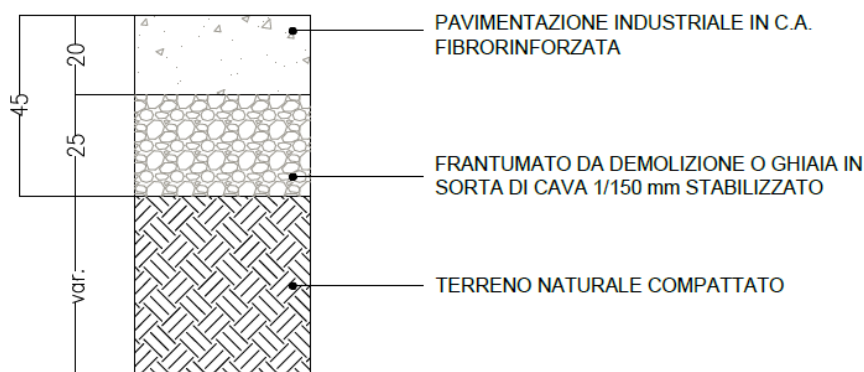 PAVIMENTAZIONE INDUSTRIALE IN C.A.
FIBRORINFORZATA
20
45
25
FRANTUMATO DA DEMOLIZIONE O GHIAIA IN
SORTA DI CAVA 1/150 mm STABILIZZATO
var.
TERRENO NATURALE COMPATTATO